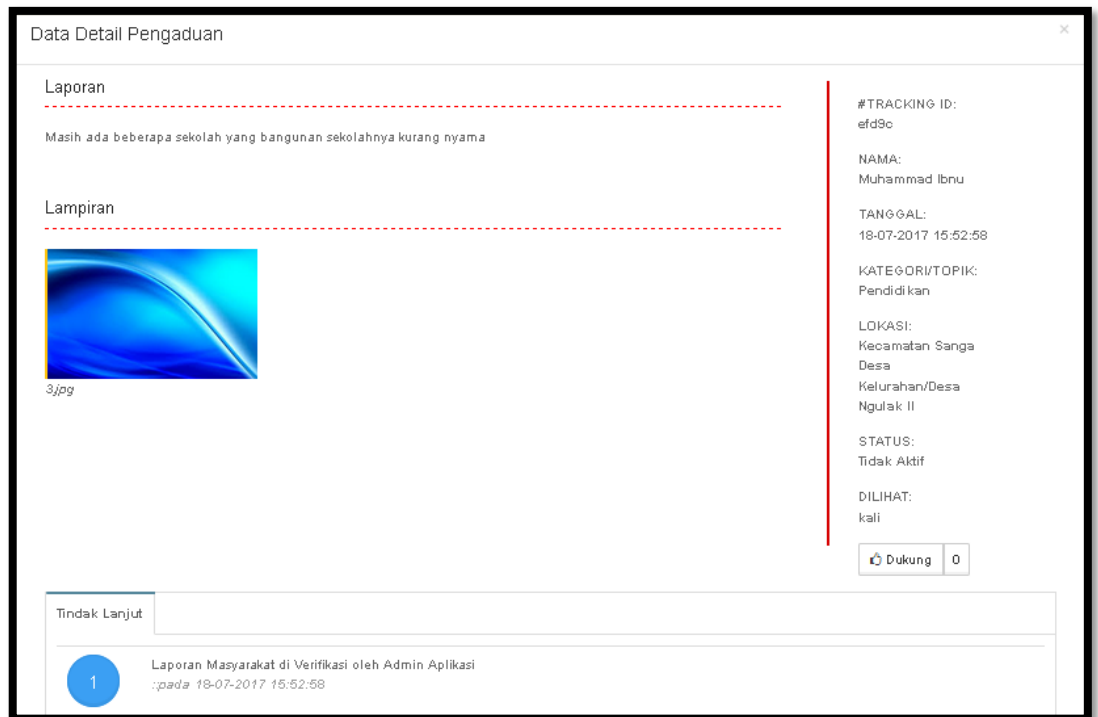 Data Detail Pengaduan
×
Laporan
Masih ada beberapa sekolah yang bangunan sekolahnya kurang nyama
Lampiran
3.jpg
#TRACKING ID:
efd9c
NAMA:
Muhammad Ibnu
TANGGAL:
18-07-2017 15:52:58
KATEGORI/TOPIK:
Pendidikan
LOKASI:
Kecamatan Sanga
Desa
Kelurahan/Desa
Ngulak II
STATUS:
Tidak Aktif
DILIHAT:
kali
Dukung 0
Tindak Lanjut
1
Laporan Masyarakat di Verifikasi oleh Admin Aplikasi
::pada 18-07-2017 15:52:58